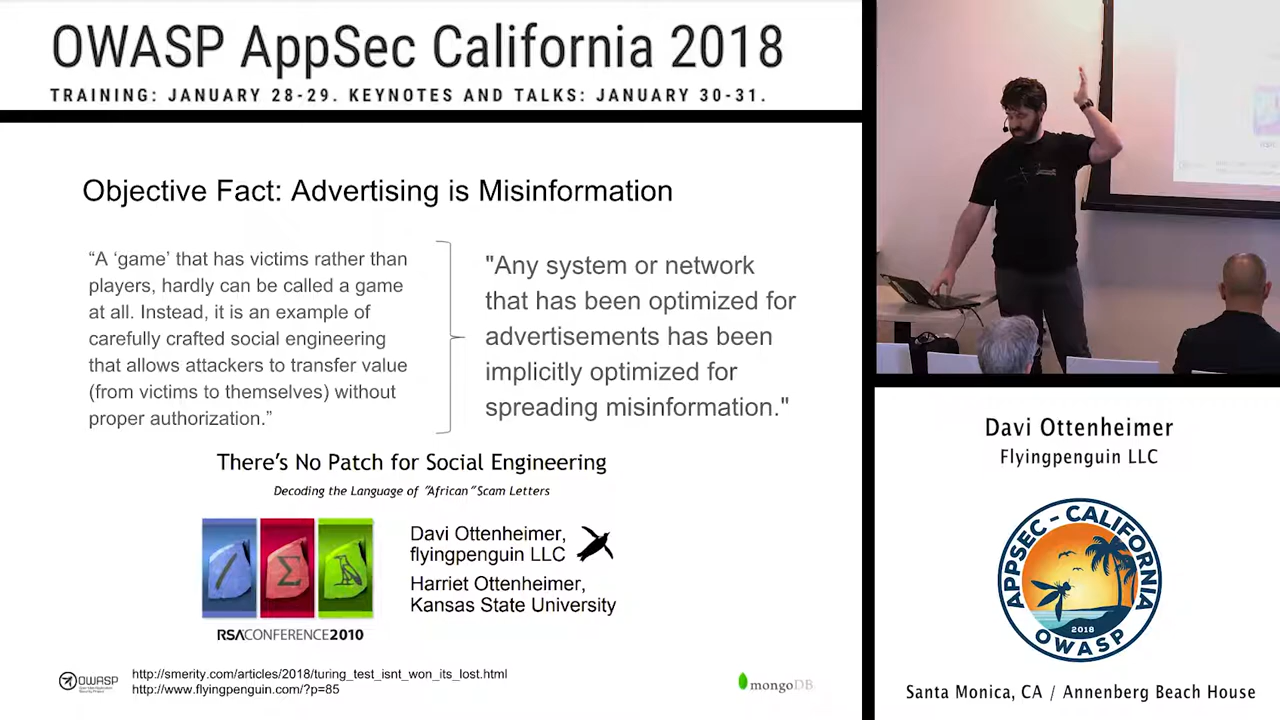 OWASP AppSec California 2018
TRAINING: JANUARY 28-29. KEYNOTES AND TALKS: JANUARY 30-31.
Objective Fact: Advertising is Misinformation
“A ‘game’ that has victims rather than
players, hardly can be called a game
at all. Instead, it is an example of
carefully crafted social engineering
that allows attackers to transfer value
(from victims to themselves) without
proper authorization.”
"Any system or network
that has been optimized for
advertisements has been
implicitly optimized for
spreading misinformation."
There's No Patch for Social Engineering
Decoding the Language of "African" Scam Letters
Davi Ottenheimer,
flyingpenguin LLC
Harriet Ottenheimer,
Kansas State University
RSACONFERENCE2010
OWASP
http://smerity.com/articles/2018/turing_test_isnt_won_its_lost.html
http://www.flyingpenguin.com/?p=85
mongoDB
Davi Ottenheimer
Flyingpenguin LLC
APPSEC - CALIFORNIA
2018
OWASP
Santa Monica, CA / Annenberg Beach House